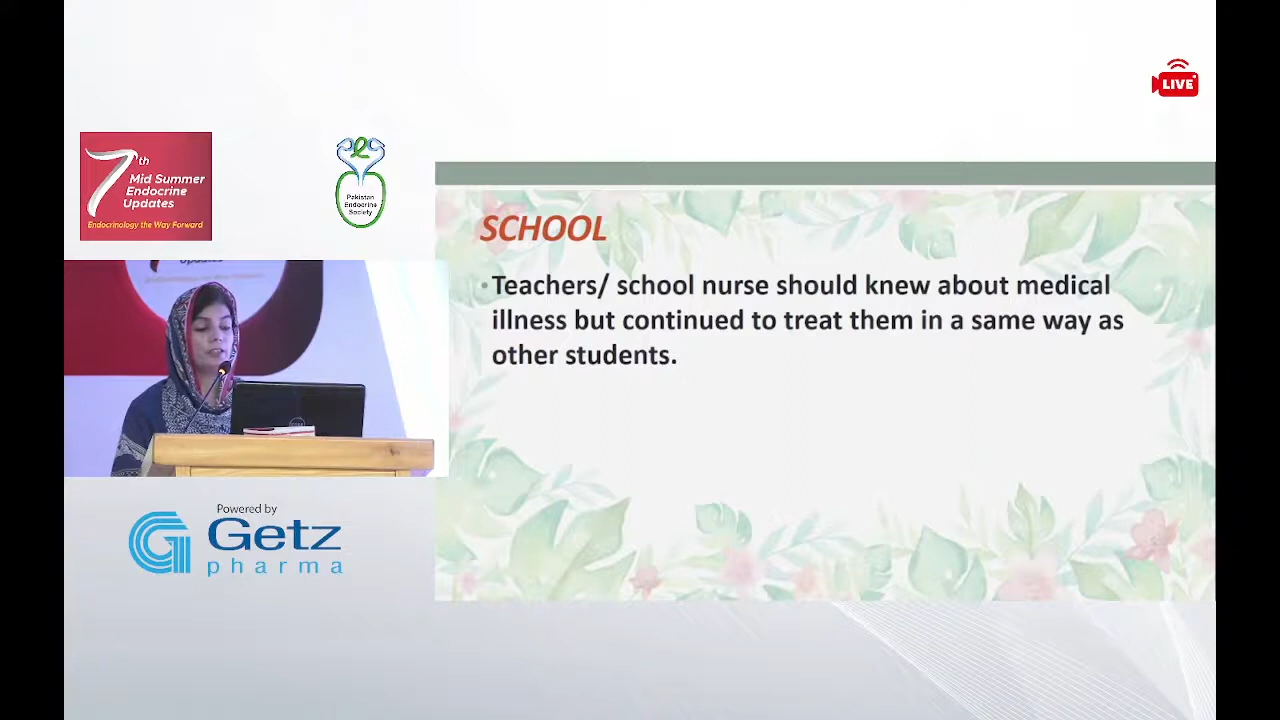 LIVE
7th
Mid Summer
Endocrine
Updates
Endocrinology the Way Forward
Pakistan
Endocrine
Society
SCHOOL
•Teachers/ school nurse should knew about medical
illness but continued to treat them in a same way as
other students.
Powered by
Getz
pharma